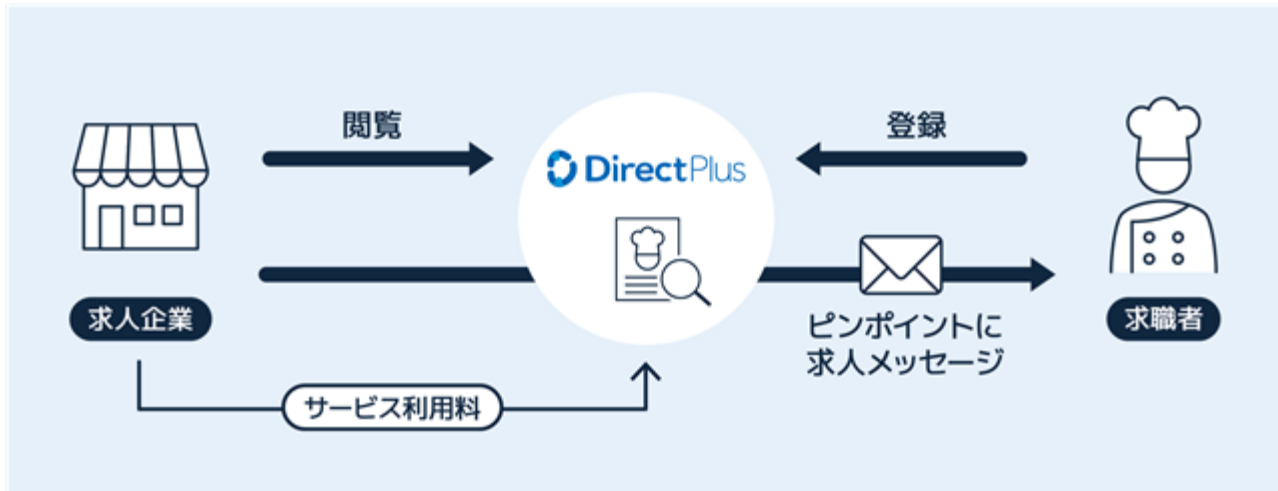 閲覧
登録
DirectPlus
求人企業
求職者
ピンポイントに
求人メッセージ
サービス利用料